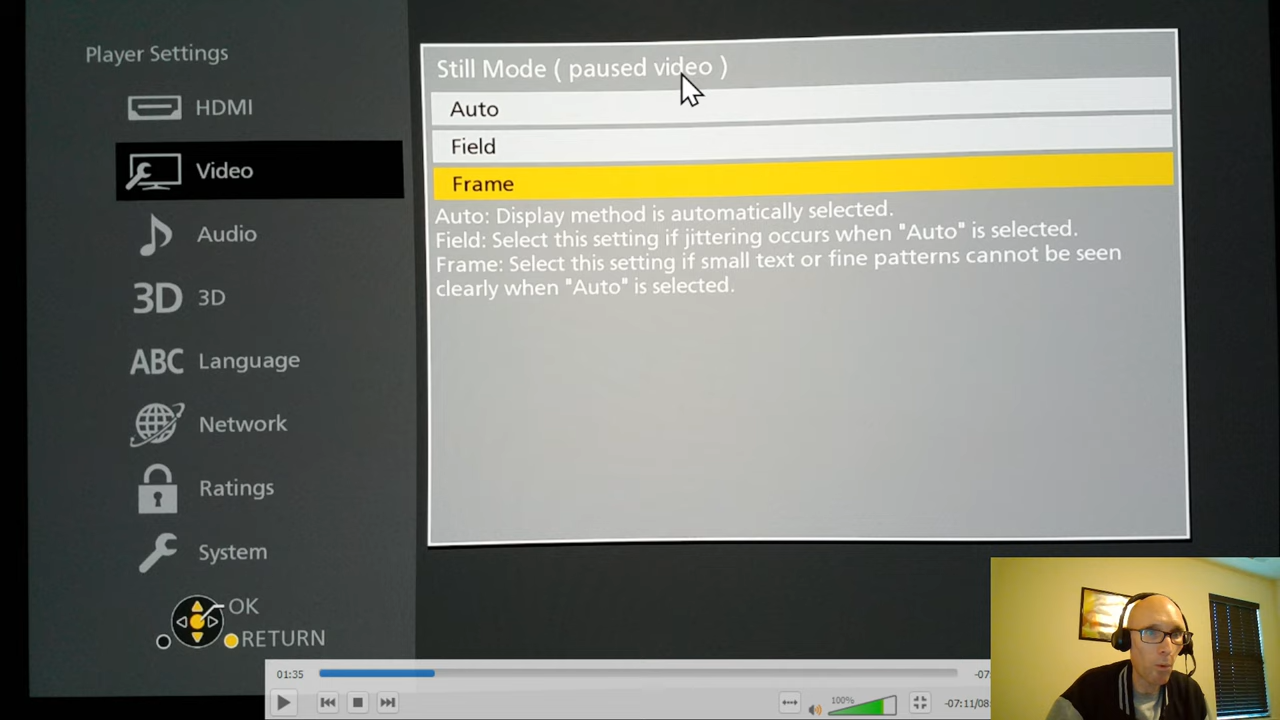 Player Settings
HDMI
Video
Audio
3D 3D
ABC Language
Network
Ratings
System
OK
RETURN
Still Mode ( paused video )
Auto
Field
Frame
Auto: Display method is automatically selected.
Field: Select this setting if jittering occurs when "Auto" is selected.
Frame: Select this setting if small text or fine patterns cannot be seen
clearly when "Auto" is selected.
01:35
100%
-07:11/08: